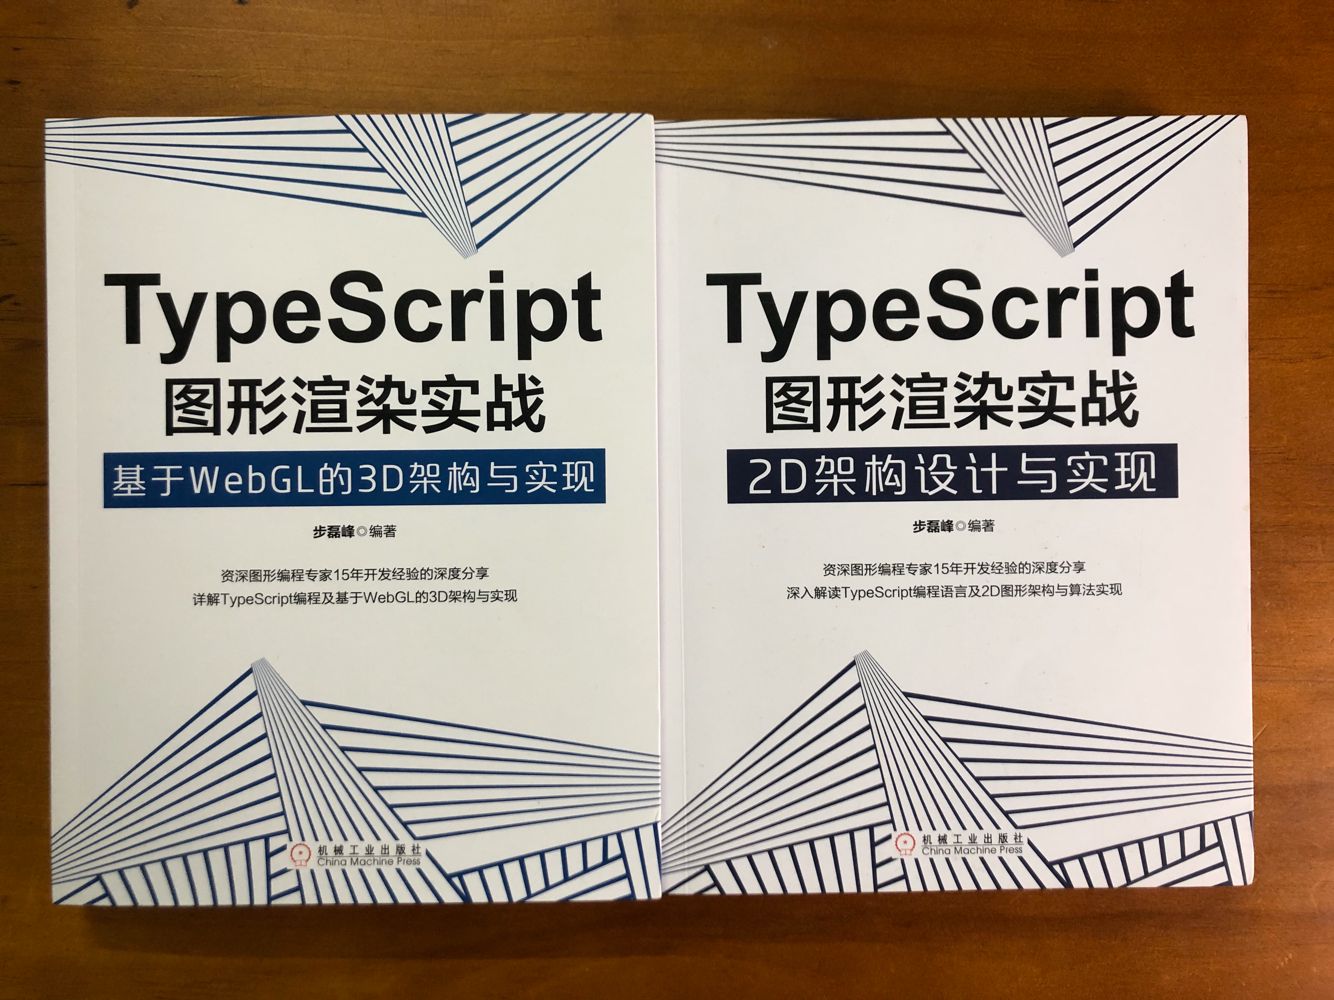 TypeScript
图形渲染实战
基于WebGL的3D架构与实现
步磊峰◎编著
资深图形编程专家15年开发经验的深度分享
详解TypeScript编程及基于WebGL的3D架构与实现
机械工业出版社
China Machine Press
TypeScript
图形渲染实战
2D架构设计与实现
步磊峰◎编著
资深图形编程专家15年开发经验的深度分享
深入解读TypeScript编程语言及2D图形架构与算法实现
机械工业出版社
China Machine Press